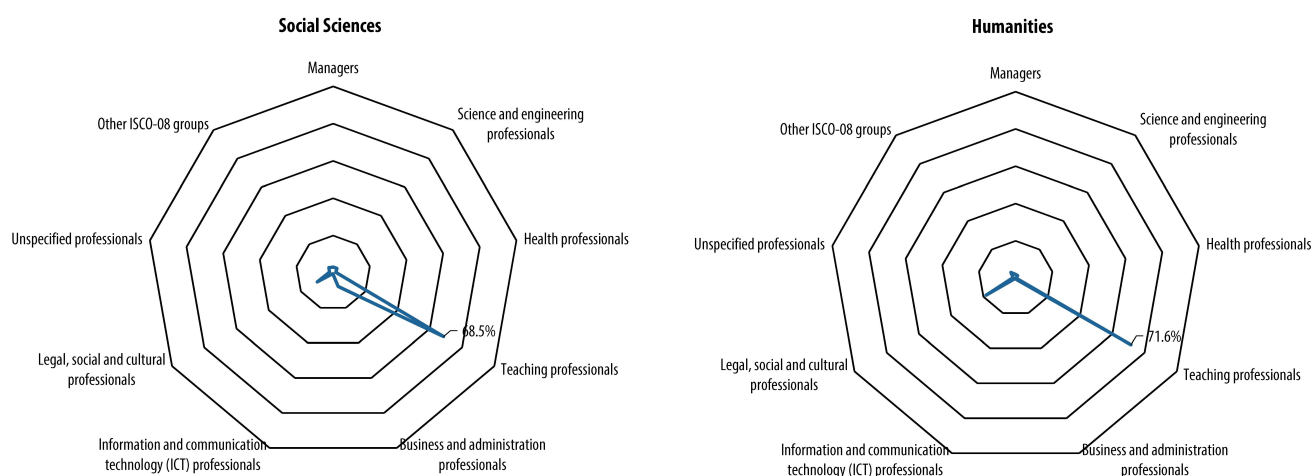 Social Sciences
Managers
Science and engineering
professionals
Health professionals
68.5%
Teaching professionals
Business and administration
professionals
Information and communication
technology (ICT) professionals
Legal, social and cultural
professionals
Unspecified professionals
Other ISCO-08 groups
Humanities
Managers
Science and engineering
professionals
Health professionals
71.6%
Teaching professionals
Business and administration
professionals
Information and communication
technology (ICT) professionals
Legal, social and cultural
professionals
Unspecified professionals
Other ISCO-08 groups